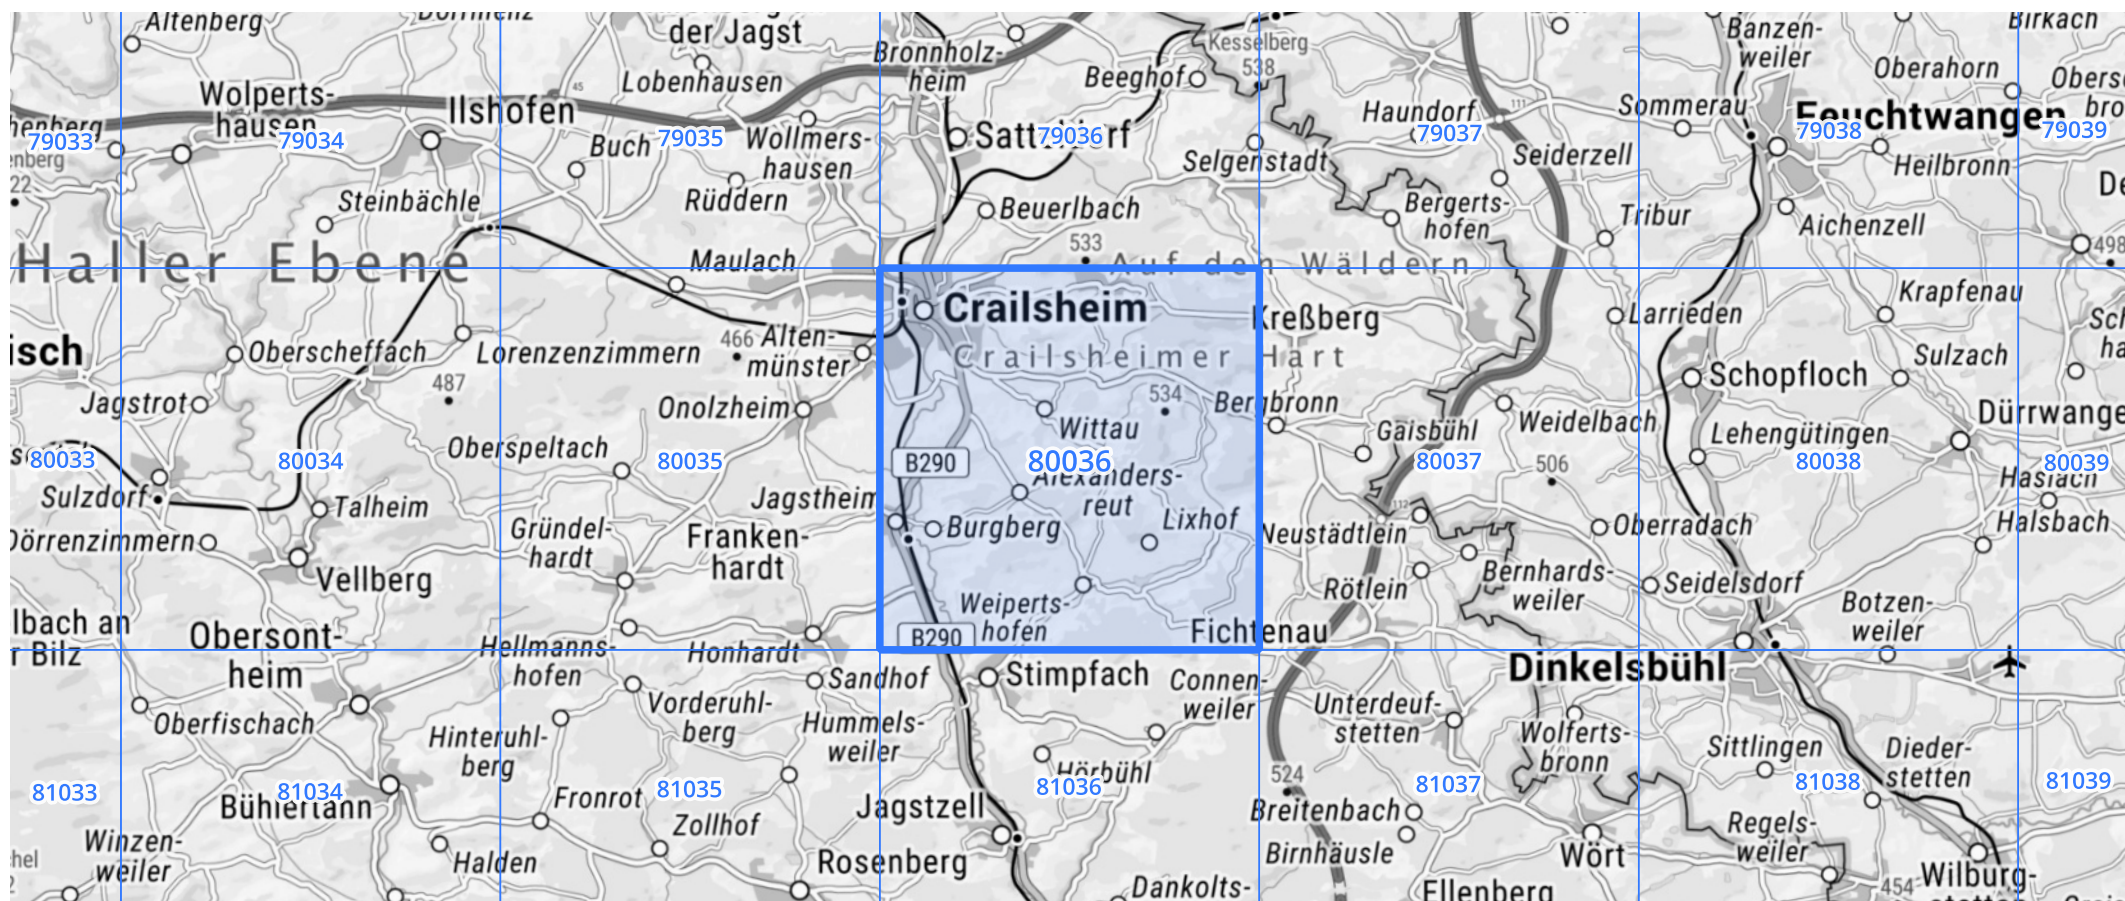 Altenberg
der Jagst
Bronnholz-
heim
Kesselberg
538
Banzen-
weiler
Birkach
Wolperts-
hausen
Ilshofen
45
Lobenhausen
Beeghof
Haundorf
111
Sommerau
Oberahorn
Feuchtwangen
79033
79034
79035
79036
79037
79038
79039
Buch
Wollmers-
hausen
Satteldorf
Selgenstadt
Seiderzell
Heilbronn
Steinbächle
Rüddern
Beuerlbach
Bergerts-
hofen
Tribur
Aichenzell
Haller Ebene
Maulach
533
Auf den Wäldern
498
Crailsheim
Kreßberg
Larrieden
Krapfenau
Oberscheffach
Lorenzenzimmern
466
Alten-
münster
Crailsheimer Hart
Schopfloch
Sulzach
487
Jagstrot
Onolzheim
534
Bergbronn
Weidelbach
Wittau
Gaisbühl
Lehengütingen
Oberspeltach
B290
80033
80034
80035
80036
80037
80038
80039
506
Sulzdorf
Talheim
Jagstheim
Alexanders-
reut
Lixhof
112
Haslach
Halsbach
Gründel-
hardt
Franken-
hardt
Burgberg
Neustädtlein
Oberradach
Vellberg
Rötlein
Bernhards-
weiler
Seidelsdorf
Botzen-
weiler
Obersont-
heim
Hellmanns-
hofen
Honhardt
Weiperts-
hofen
B290
Fichtenau
Dinkelsbühl
Sandhof
Stimpfach
Connen-
weiler
Oberfischach
Vorderuhl-
berg
Hummels-
weiler
Unterdeuf-
stetten
Wolferts-
bronn
Sittlingen
Dieder-
stetten
Hinteruhl-
berg
Hörbühl
524
81033
81034
81035
81036
81037
81038
81039
Bühlertann
Fronrot
Jagstzell
Breitenbach
Winzen-
weiler
Zollhof
Birnhäusle
Wört
Regels-
weiler
Halden
Rosenberg
Dankolts-
Ellenberg
454
Wilburg-